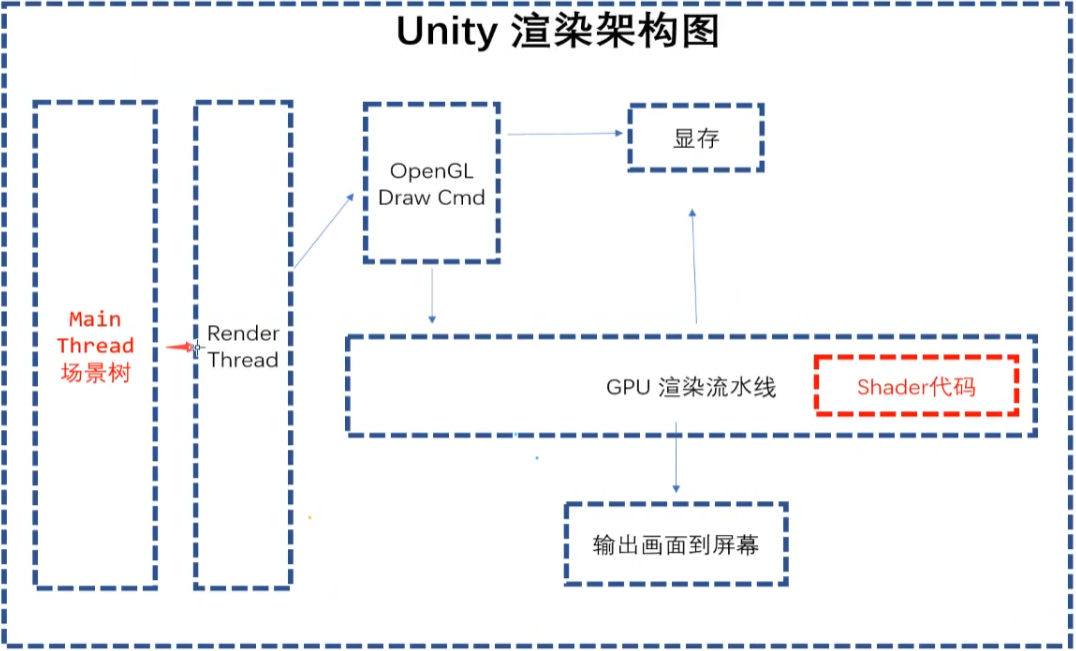 Unity 渲染架构图
Main
Thread
场景树
Render
Thread
OpenGL
Draw Cmd
显存
GPU 渲染流水线
Shader代码
输出画面到屏幕